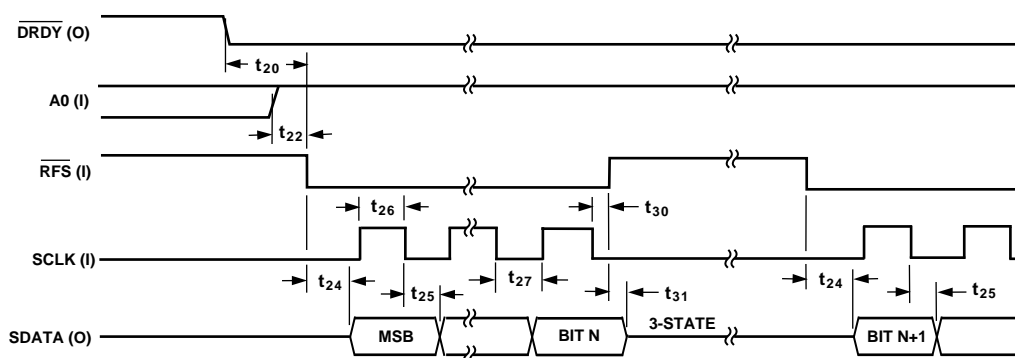 DRDY (O)
t20
A0 (I)
t22
RFS (I)
t26
t30
SCLK (I)
t24
t25
t27
t31
t24
t25
SDATA (O)
MSB
BIT N
3-STATE
BIT N+1